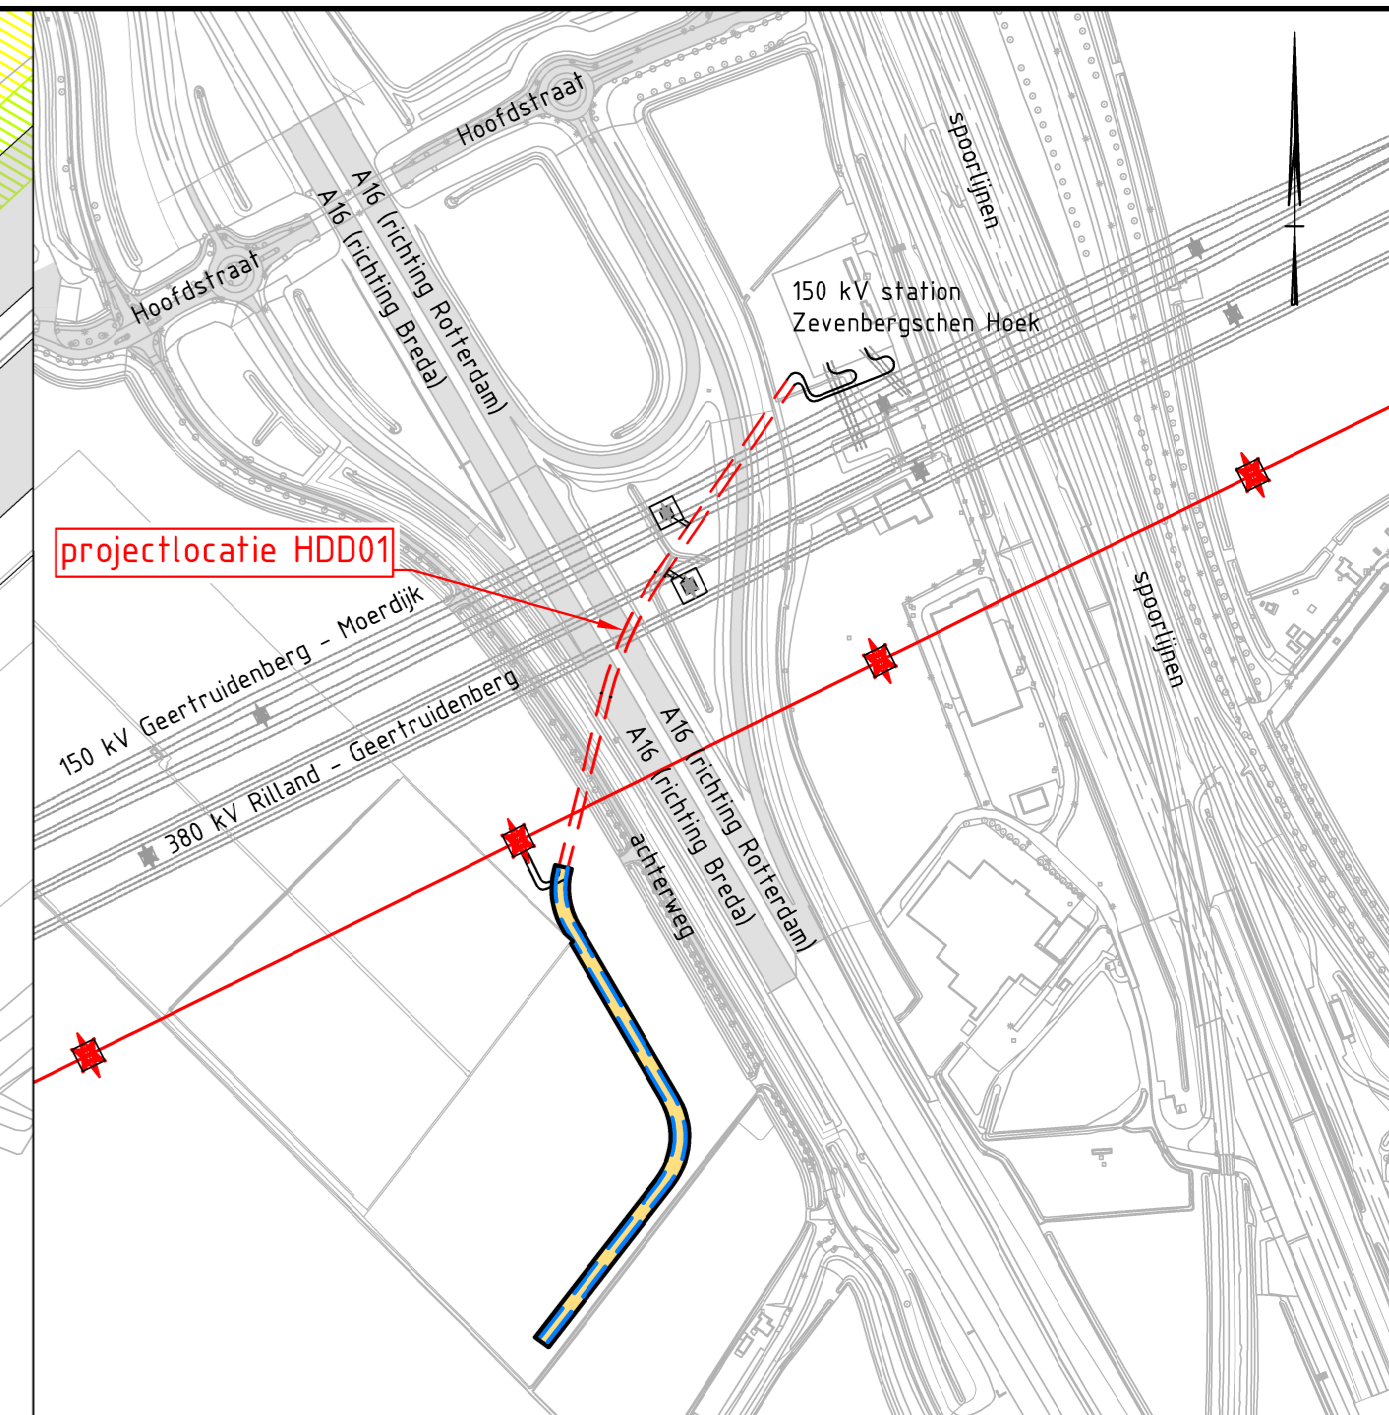 Hoofdstraat
spoorlijnen
A16 (richting Rotterdam)
A16 (richting Breda)
Hoofdstraat
150 kV station
Zevenbergschen Hoek
projectlocatie HDD01
150 kV Geertruidenberg - Moerdijk
380 kV Rilland - Geertruidenberg
spoorlijnen
A16 (richting Rotterdam)
A16 (richting Breda)
achterweg